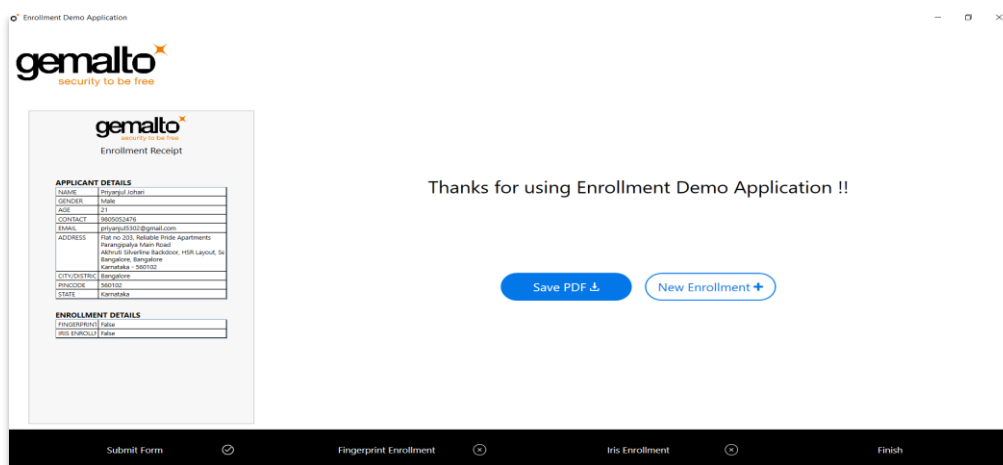 Enrollment Demo Application
gemalto
security to be free
gemalto
security to be free
Enrollment Receipt
APPLICANT DETAILS
NAME Priyanjul Johari
GENDER Male
AGE 21
CONTACT 9805052476
EMAIL priyanjul5302@gmail.com
ADDRESS Flat no 203, Reliable Pride Apartments
Parangipalya Main Road
Akhruti Silverline Backdoor, HSR Layout, Se
Bangalore, Bangalore
Karnataka - 560102
CITY/DISTRIC Bangalore
PINCODE 560102
STATE Karnataka
ENROLLMENT DETAILS
FINGERPRINT False
IRIS ENROLLM False
Thanks for using Enrollment Demo Application !!
Save PDF
New Enrollment
Submit Form
Fingerprint Enrollment
Iris Enrollment
Finish